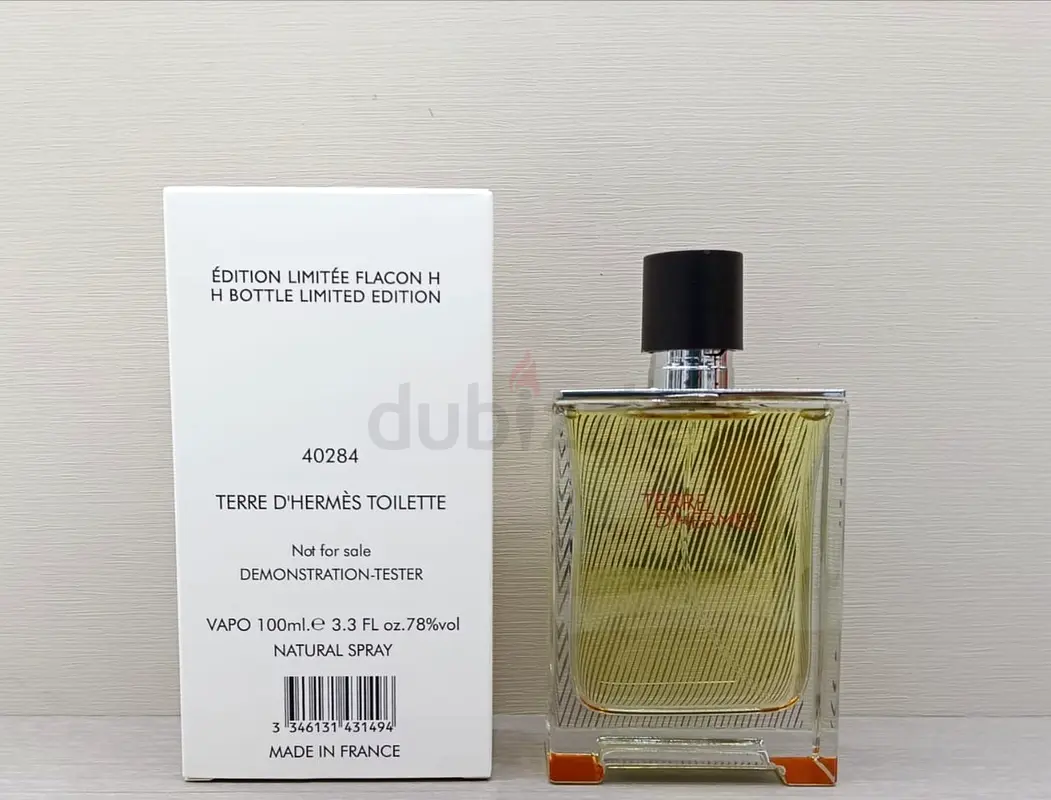 ÉDITION LIMITÉE FLACON H
H BOTTLE LIMITED EDITION
40284
TERRE D'HERMÈS TOILETTE
Not for sale
DEMONSTRATION-TESTER
VAPO 100ml.℮ 3.3 FL oz.78%vol
NATURAL SPRAY
3 346131 431494
MADE IN FRANCE
TERRE
D'HERMÈS